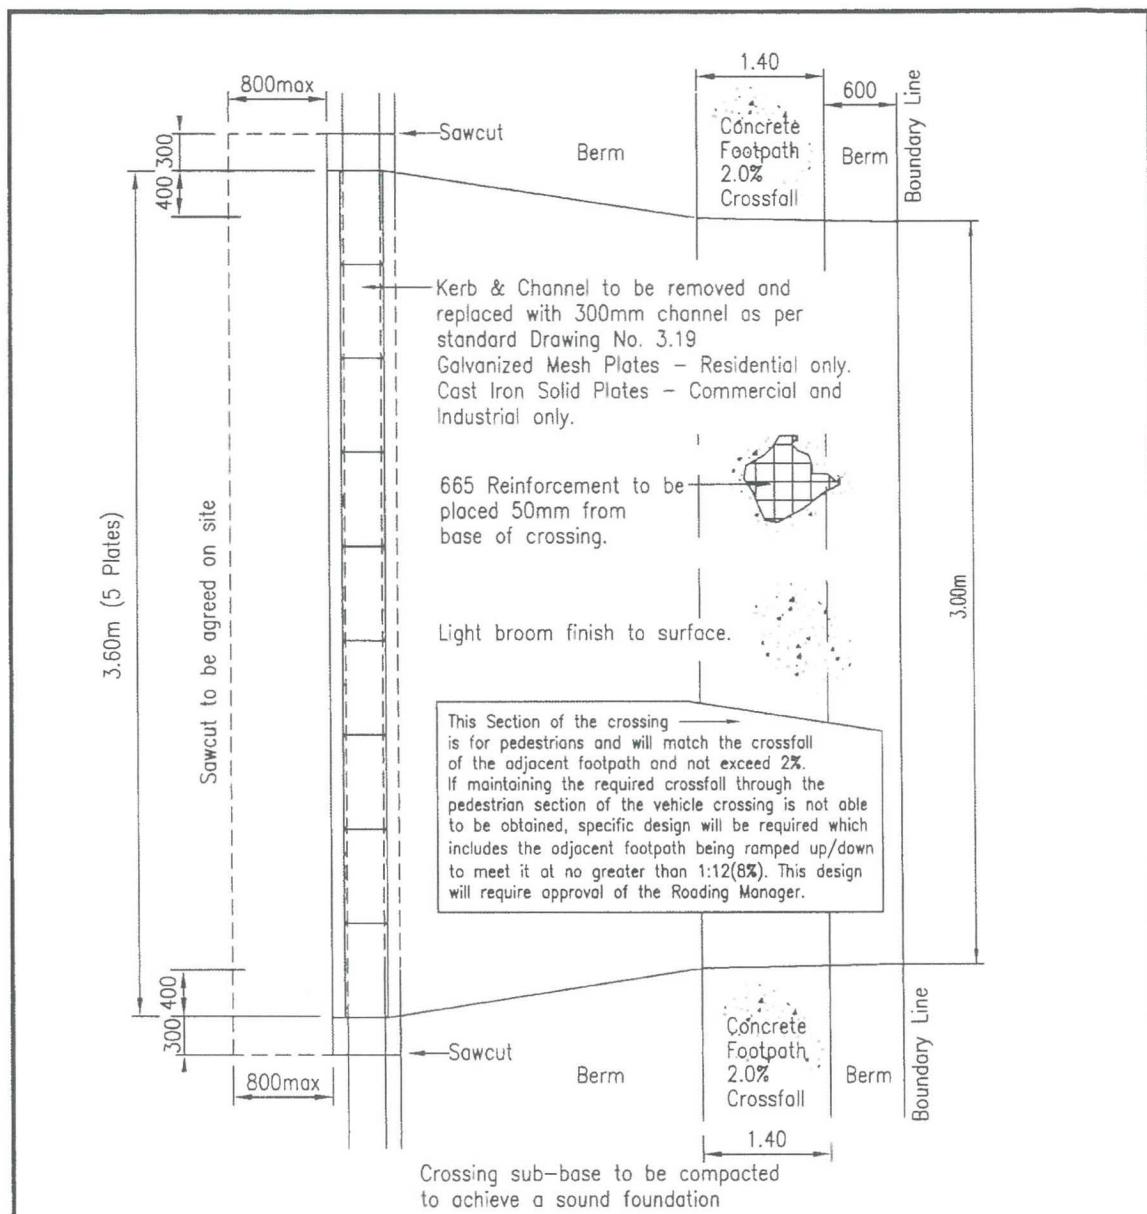 1.40
800max
600
Sawcut
Berm
Concrete
Footpath
2.0%
Crossfall
Berm
Boundary Line
300
400
Kerb & Channel to be removed and
replaced with 300mm channel as per
standard Drawing No. 3.19
Galvanized Mesh Plates – Residential only.
Cast Iron Solid Plates – Commercial and
Industrial only.
665 Reinforcement to be
placed 50mm from
base of crossing.
3.60m (5 Plates)
Sawcut to be agreed on site
3.00m
Light broom finish to surface.
This Section of the crossing
is for pedestrians and will match the crossfall
of the adjacent footpath and not exceed 2%.
If maintaining the required crossfall through the
pedestrian section of the vehicle crossing is not able
to be obtained, specific design will be required which
includes the adjacent footpath being ramped up/down
to meet it at no greater than 1:12(8%). This design
will require approval of the Roading Manager.
400
300
Sawcut
800max
Berm
Concrete
Footpath
2.0%
Crossfall
Berm
Boundary Line
1.40
Crossing sub-base to be compacted
to achieve a sound foundation